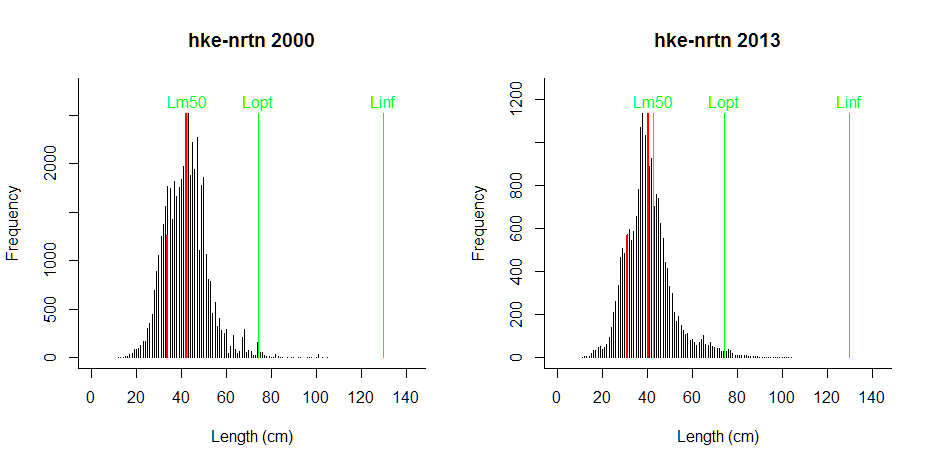 hke-nrtn 2000
Frequency
2000
1000
500
0
Lm50 Lopt Linf
0 20 40 60 80 100 120 140
Length (cm)
hke-nrtn 2013
Frequency
1200
800
600
400
200
0
Lm50 Lopt Linf
0 20 40 60 80 100 120 140
Length (cm)